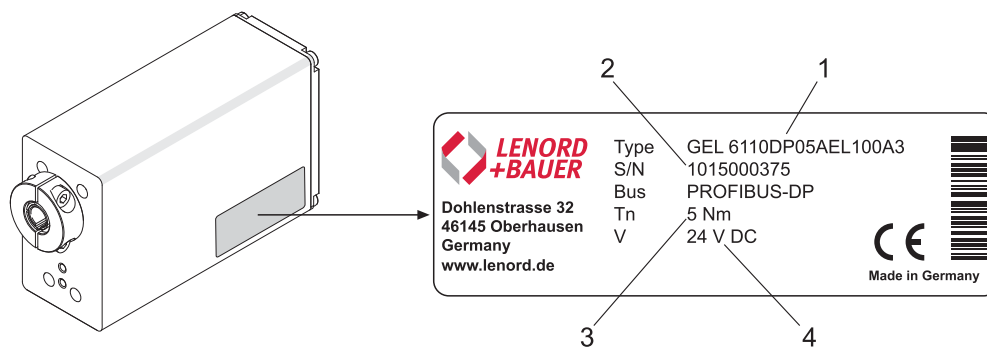 2
1
LENORD
+BAUER
Dohlenstrasse 32
46145 Oberhausen
Germany
www.lenord.de
Type GEL 6110DP05AEL100A3
S/N 1015000375
Bus PROFIBUS-DP
Tn 5 Nm
V 24 V DC
CE
Made in Germany
3
4